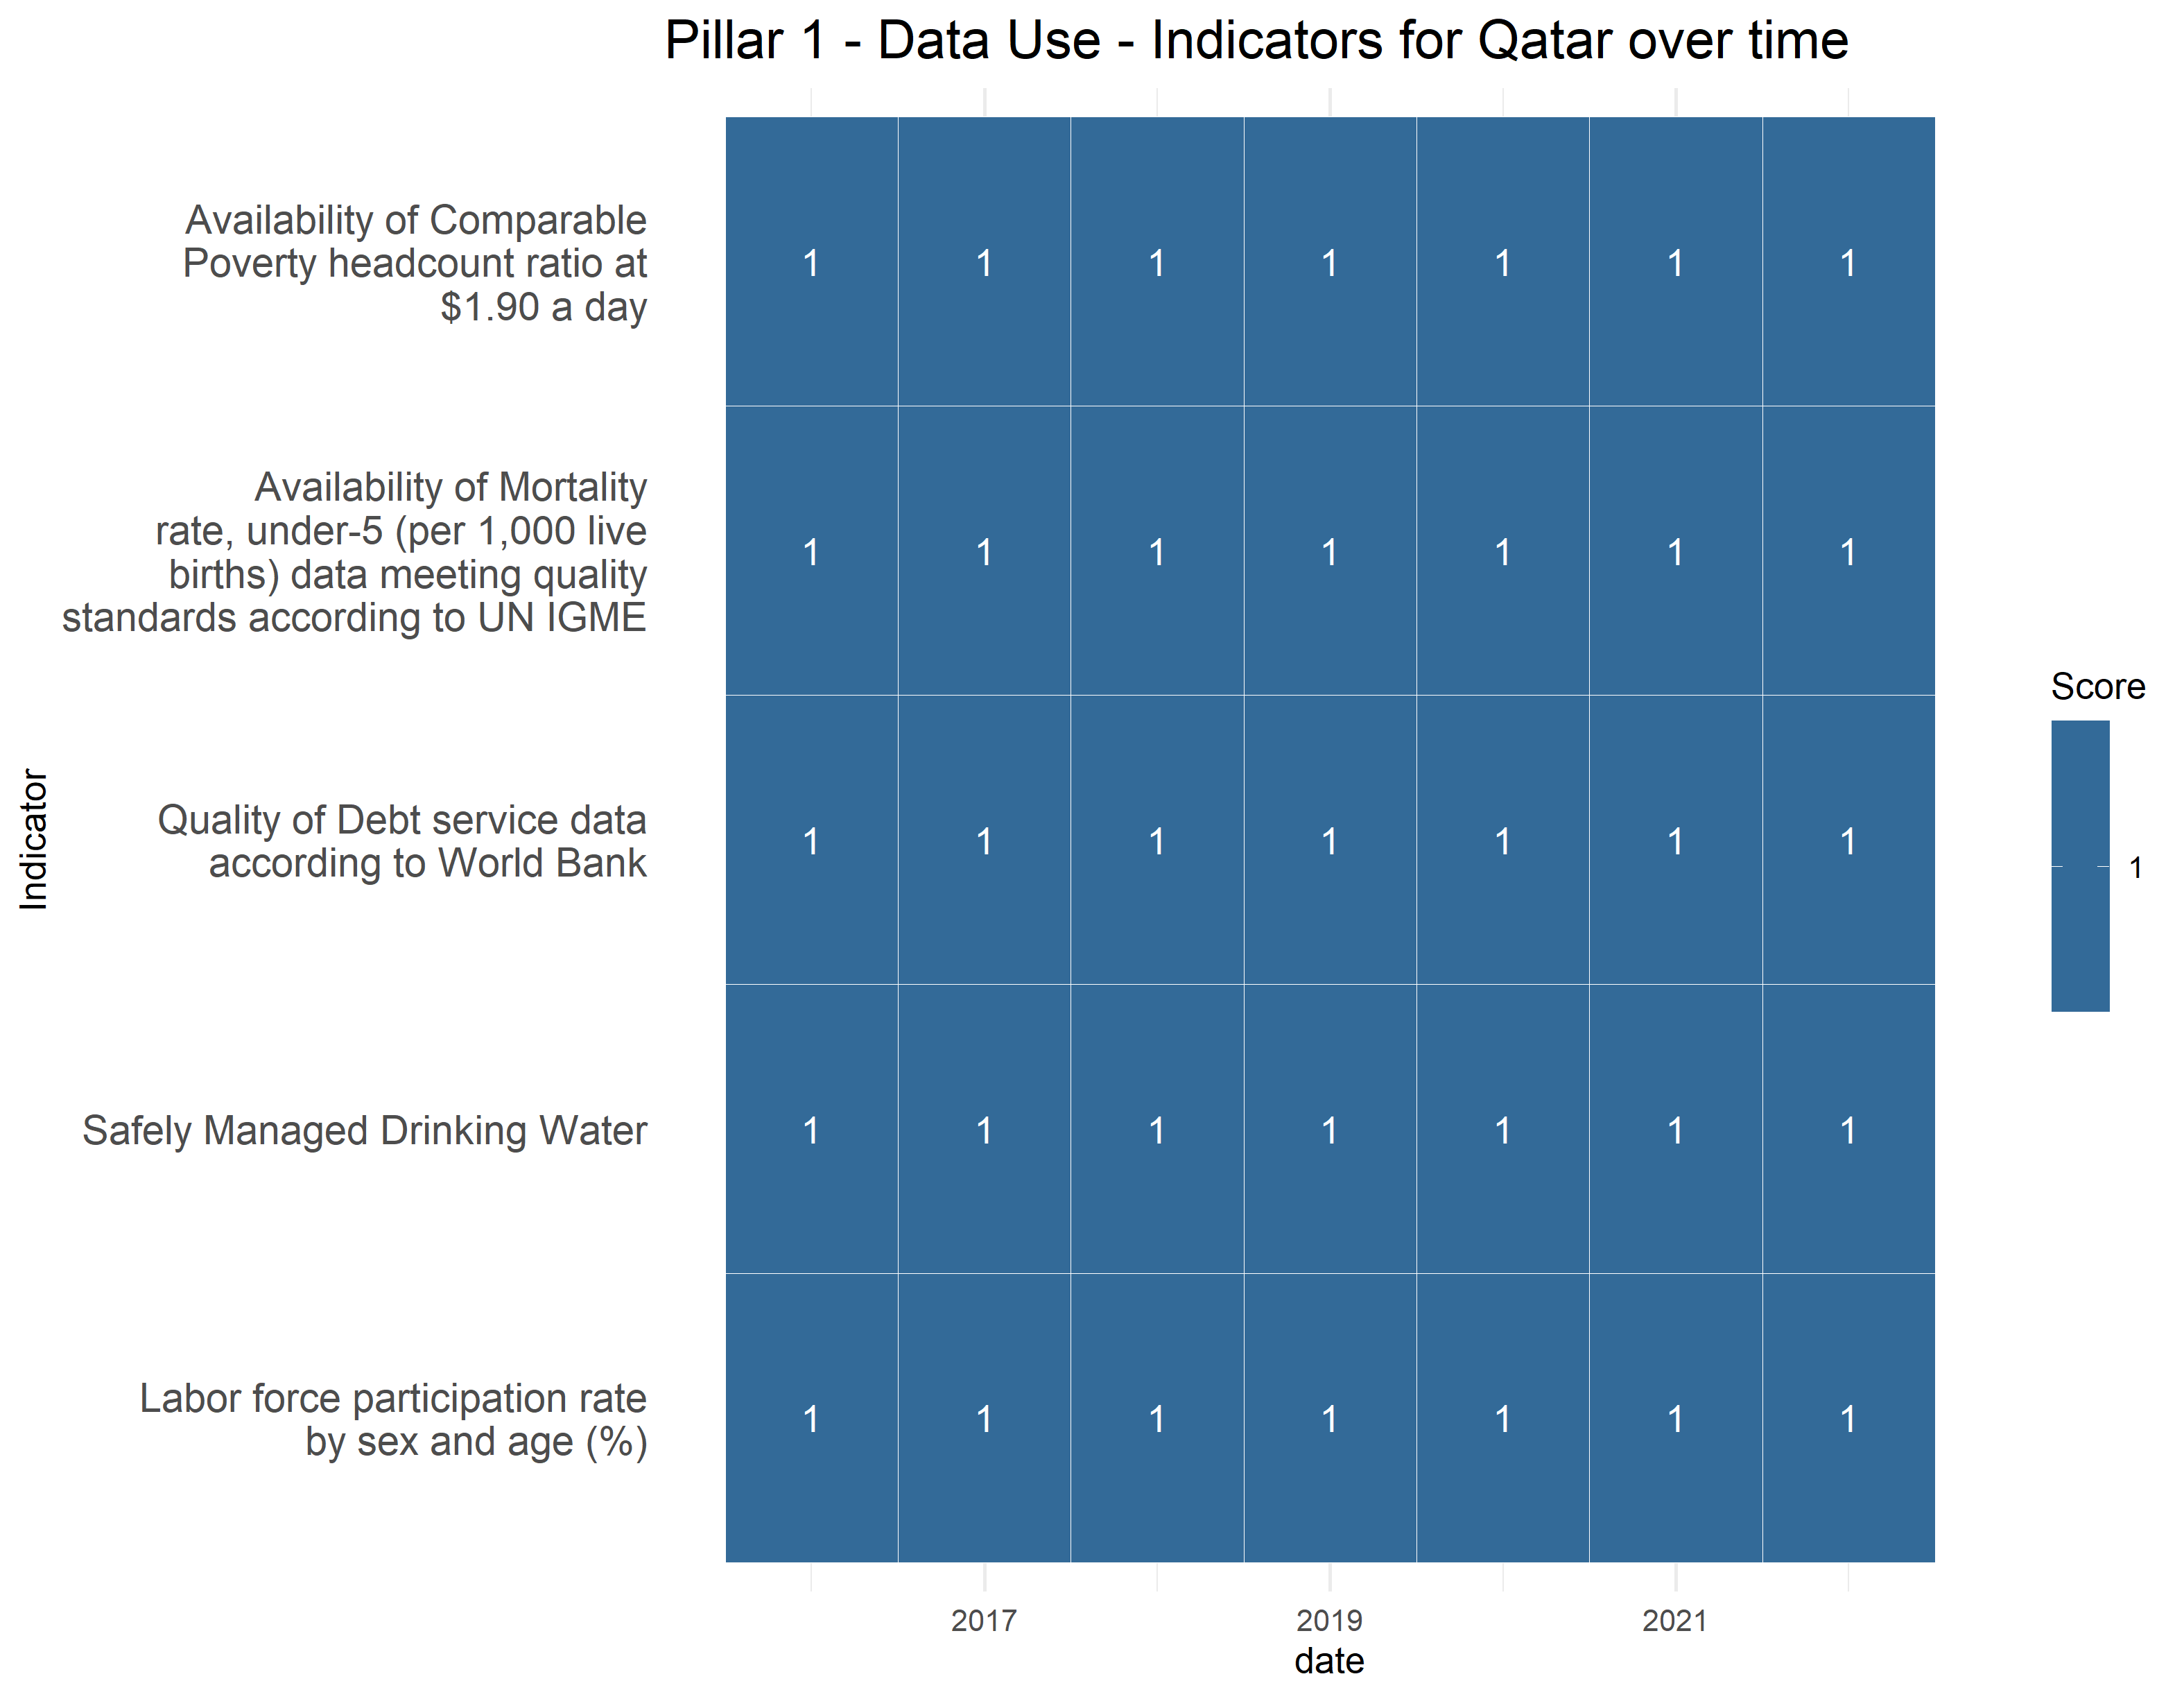 Pillar 1 - Data Use - Indicators for Qatar over time
Indicator
Availability of Comparable
Poverty headcount ratio at
$1.90 a day
1 1 1 1 1 1 1
Availability of Mortality
rate, under-5 (per 1,000 live
births) data meeting quality
standards according to UN IGME
1 1 1 1 1 1 1
Quality of Debt service data
according to World Bank
1 1 1 1 1 1 1
Safely Managed Drinking Water
1 1 1 1 1 1 1
Labor force participation rate
by sex and age (%)
1 1 1 1 1 1 1
2017 2019 2021
date
Score
1